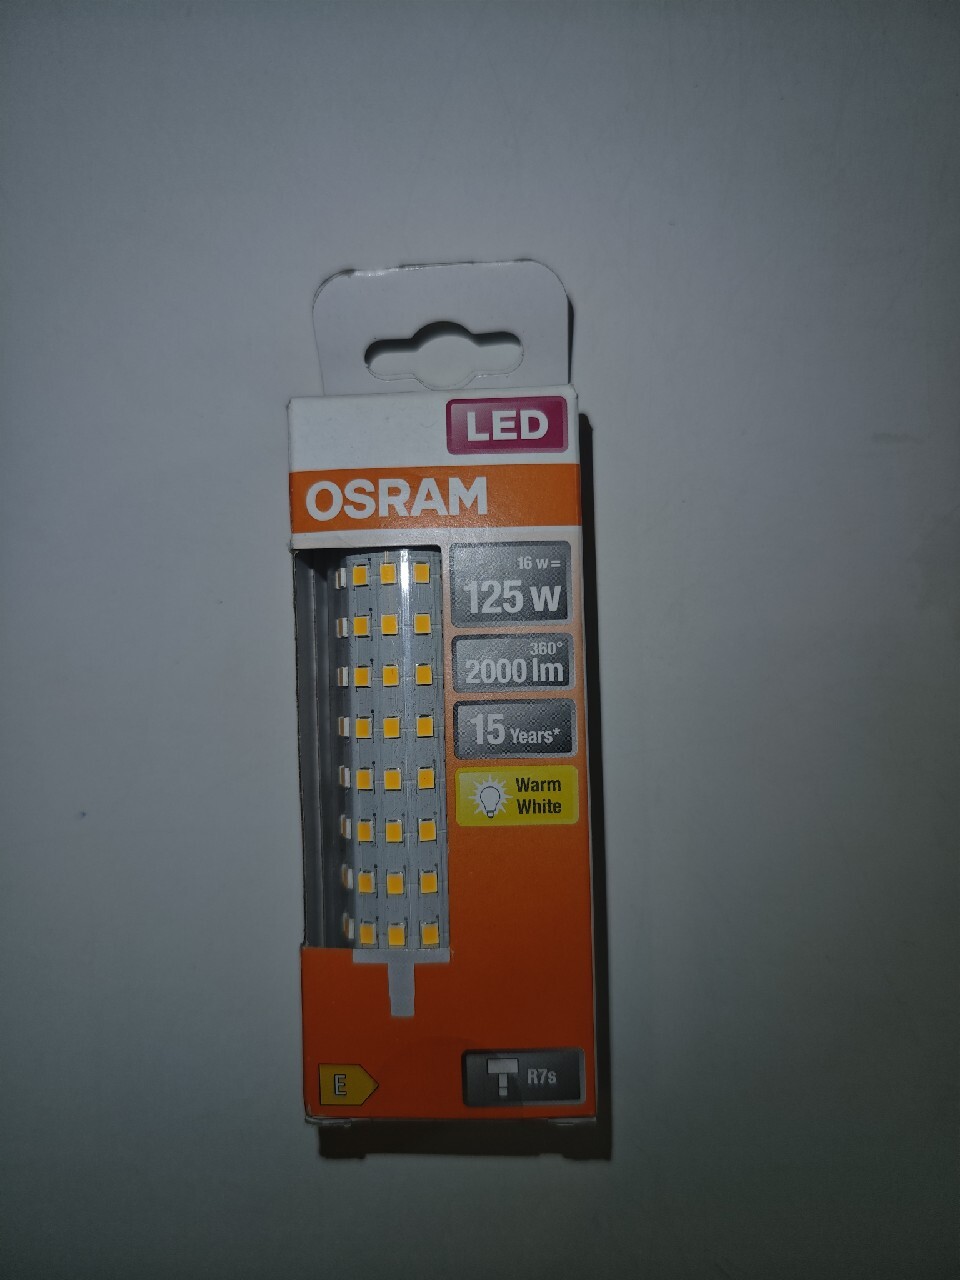 LED
OSRAM
16 W =
125 W
360°
2000 lm
15 Years*
Warm
White
E
R7s